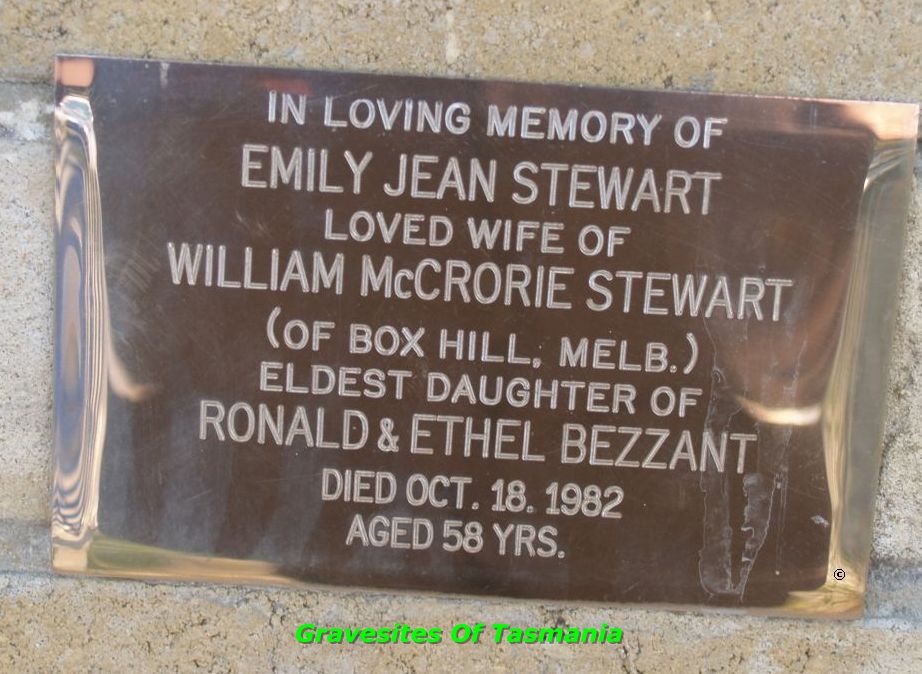 IN LOVING MEMORY OF
EMILY JEAN STEWART
LOVED WIFE OF
WILLIAM McCRORIE STEWART
(OF BOX HILL, MELB.)
ELDEST DAUGHTER OF
RONALD & ETHEL BEZZANT
DIED OCT. 18. 1982
AGED 58 YRS.
©
Gravesites Of Tasmania